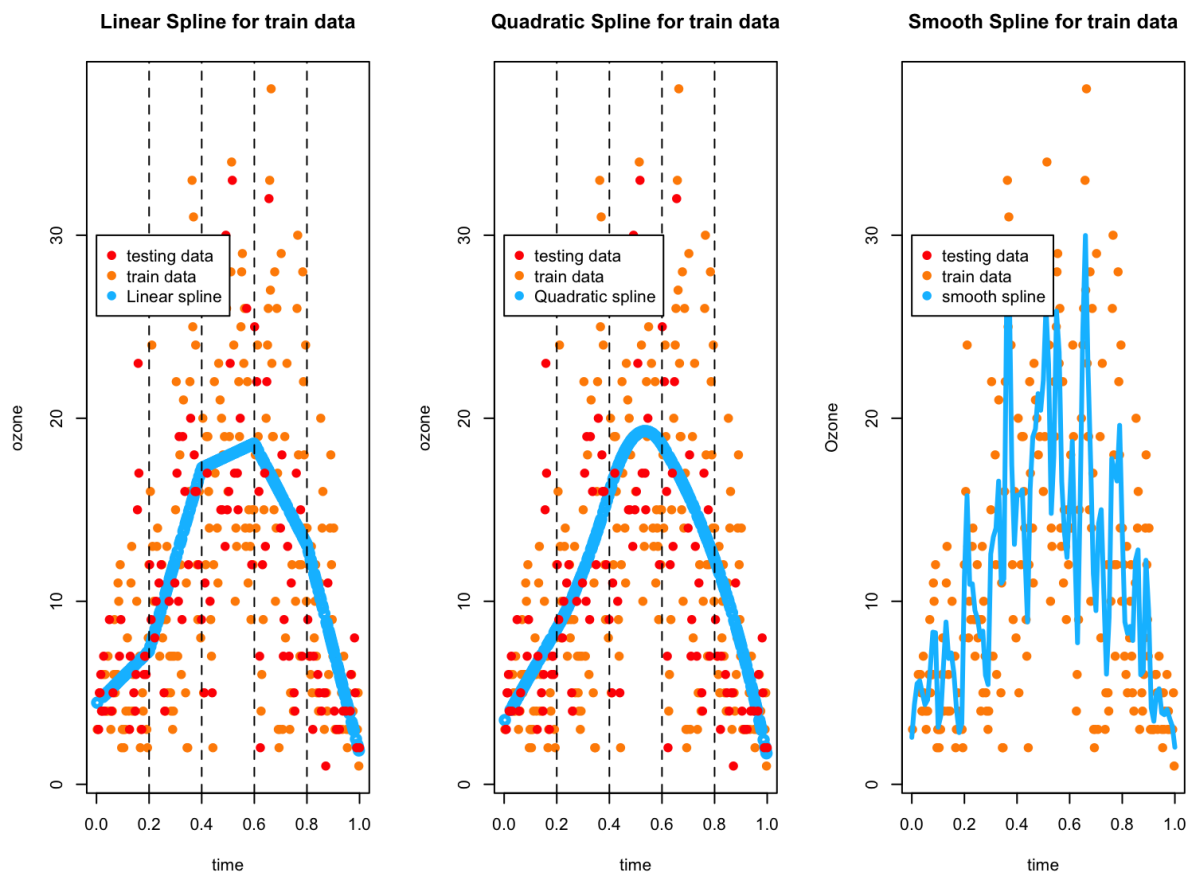 Linear Spline for train data
ozone
30
20
10
0
testing data
train data
Linear spline
0.0 0.2 0.4 0.6 0.8 1.0
time
Quadratic Spline for train data
ozone
30
20
10
0
testing data
train data
Quadratic spline
0.0 0.2 0.4 0.6 0.8 1.0
time
Smooth Spline for train data
Ozone
30
20
10
0
testing data
train data
smooth spline
0.0 0.2 0.4 0.6 0.8 1.0
time